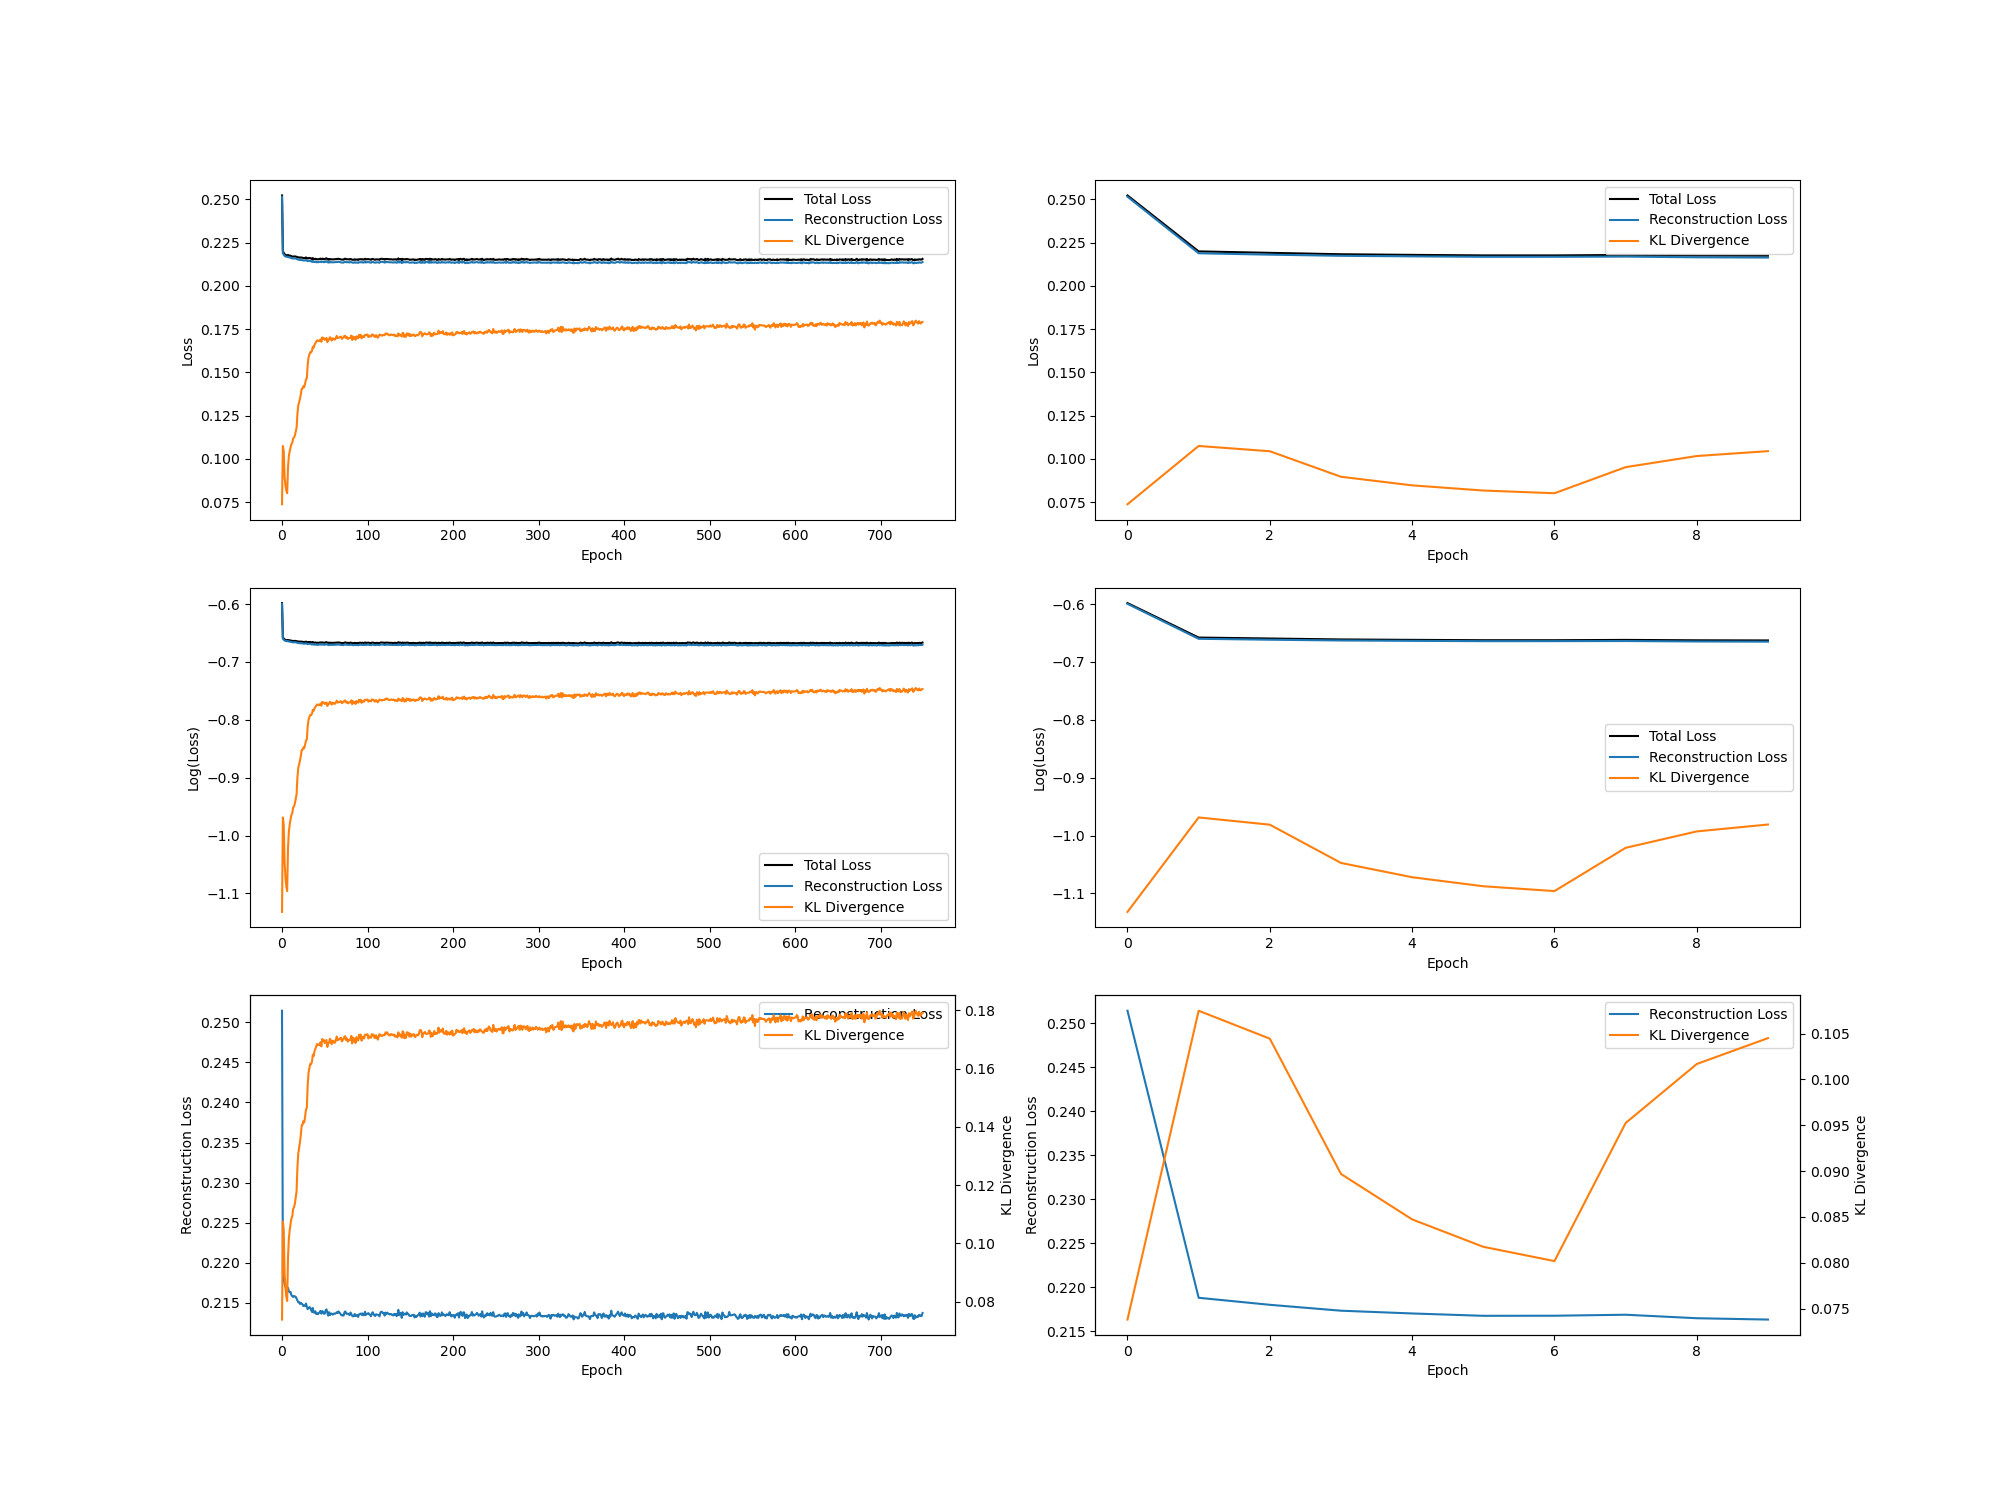 0.250
0.225
0.200
0.175
0.150
0.125
0.100
0.075
Loss
0 100 200 300 400 500 600 700
Epoch
Total Loss
Reconstruction Loss
KL Divergence
0.250
0.225
0.200
0.175
0.150
0.125
0.100
0.075
Loss
0 2 4 6 8
Epoch
Total Loss
Reconstruction Loss
KL Divergence
−0.6
−0.7
−0.8
−0.9
−1.0
−1.1
Log(Loss)
0 100 200 300 400 500 600 700
Epoch
Total Loss
Reconstruction Loss
KL Divergence
−0.6
−0.7
−0.8
−0.9
−1.0
−1.1
Log(Loss)
0 2 4 6 8
Epoch
Total Loss
Reconstruction Loss
KL Divergence
0.250
0.245
0.240
0.235
0.230
0.225
0.220
0.215
Reconstruction Loss
0 100 200 300 400 500 600 700
Epoch
Reconstruction Loss
KL Divergence
0.18
0.16
0.14
0.12
0.10
0.08
KL Divergence
0.250
0.245
0.240
0.235
0.230
0.225
0.220
0.215
Reconstruction Loss
0 2 4 6 8
Epoch
Reconstruction Loss
KL Divergence
0.105
0.100
0.095
0.090
0.085
0.080
0.075
KL Divergence